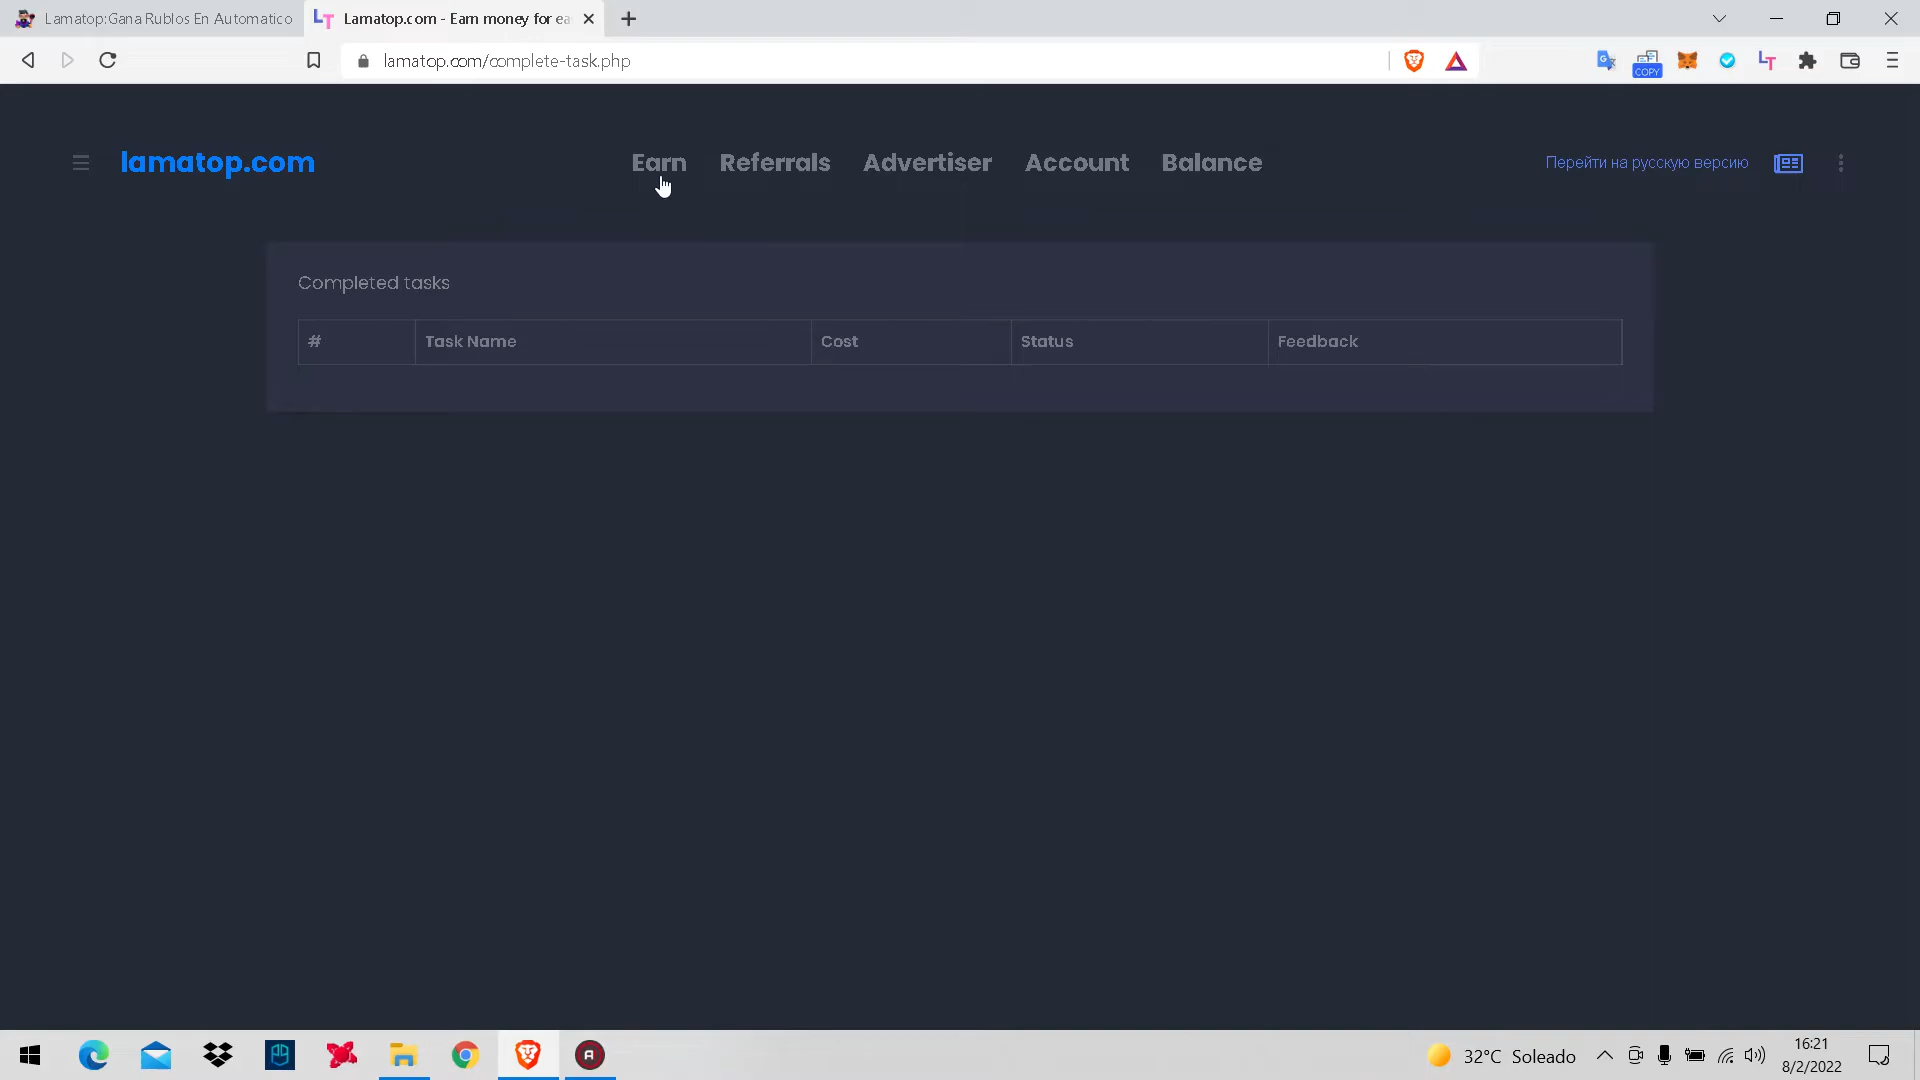 Lamatop:Gana Rublos En Automatico
Lamatop.com - Earn money for ea
lamatop.com/complete-task.php
COPY
lamatop.com
Earn
Referrals
Advertiser
Account
Balance
Перейти на русскую версию
Completed tasks
#
Task Name
Cost
Status
Feedback
32°C Soleado
16:21
8/2/2022